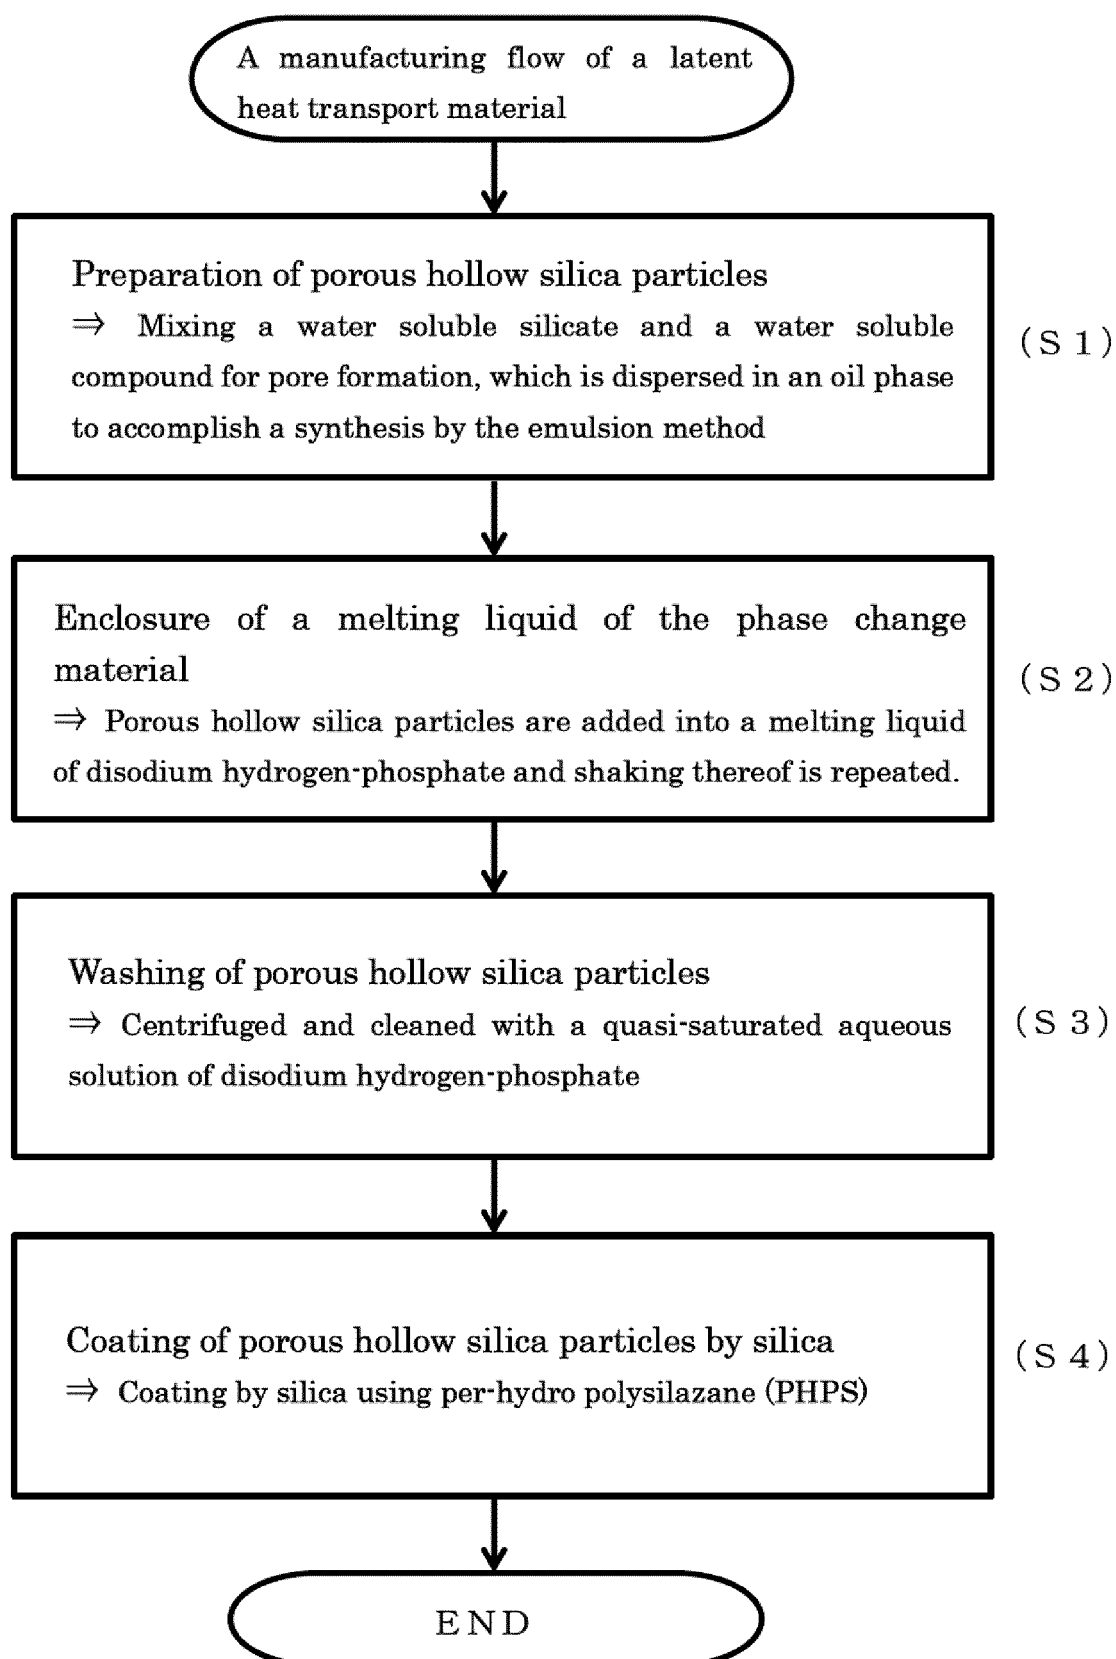 A manufacturing flow of a latent
heat transport material
Preparation of porous hollow silica particles
⇒ Mixing a water soluble silicate and a water soluble
compound for pore formation, which is dispersed in an oil phase
to accomplish a synthesis by the emulsion method
(S 1)
Enclosure of a melting liquid of the phase change
material
⇒ Porous hollow silica particles are added into a melting liquid
of disodium hydrogen-phosphate and shaking thereof is repeated.
(S 2)
Washing of porous hollow silica particles
⇒ Centrifuged and cleaned with a quasi-saturated aqueous
solution of disodium hydrogen-phosphate
(S 3)
Coating of porous hollow silica particles by silica
⇒ Coating by silica using per-hydro polysilazane (PHPS)
(S 4)
END